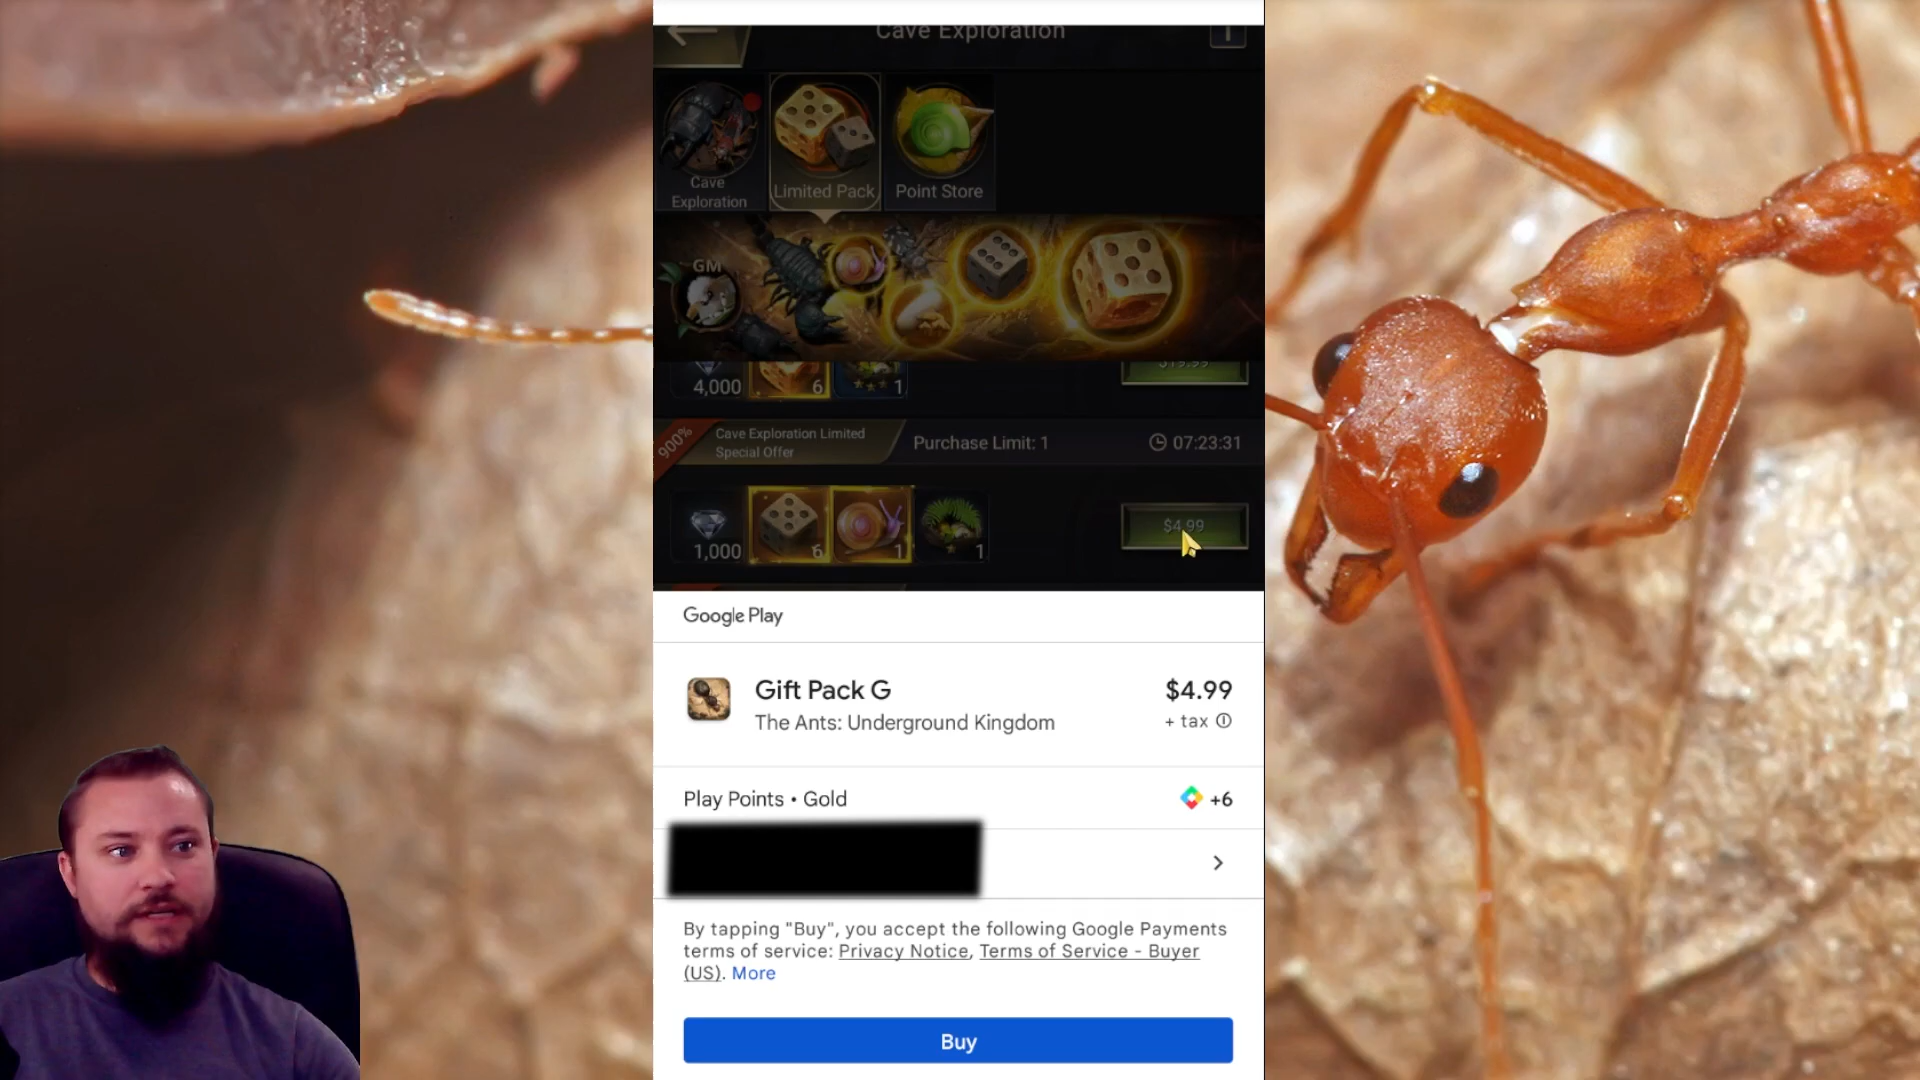 Cave Exploration
Cave
Exploration
Limited Pack
Point Store
GM
4,000
6
1
$19.99
900%
Cave Exploration Limited
Special Offer
Purchase Limit: 1
07:23:31
1,000
6
1
1
$4.99
Google Play
Gift Pack G
$4.99
The Ants: Underground Kingdom
+ tax
Play Points • Gold
+6
By tapping "Buy", you accept the following Google Payments
terms of service: Privacy Notice, Terms of Service - Buyer
(US). More
Buy